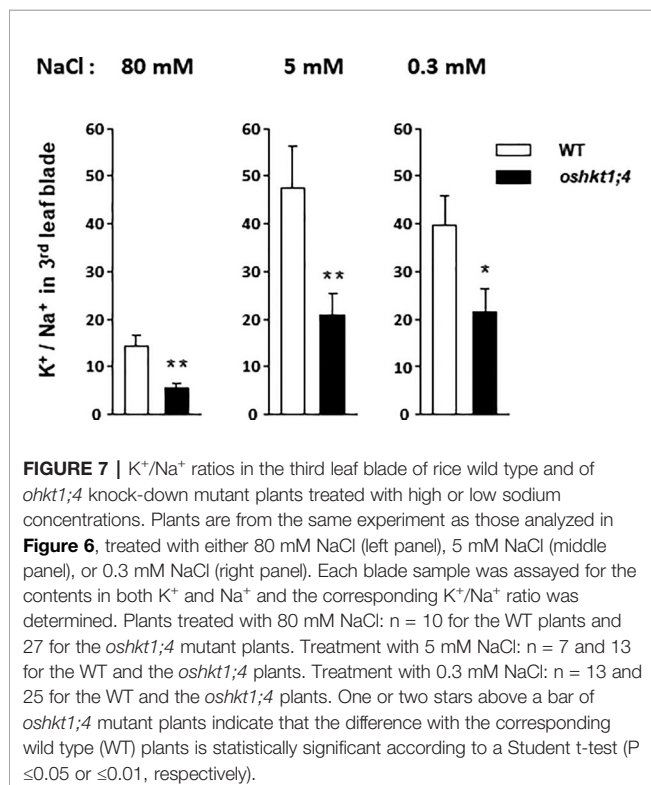 NaCl : 80 mM 5 mM 0.3 mM
K⁺ / Na⁺ in 3rd leaf blade
60 60 60
50 50 50
40 40 40
30 30 30
20 20 20
10 10 10
0 0 0
** ** *
WT
oshkt1;4
FIGURE 7 | K⁺/Na⁺ ratios in the third leaf blade of rice wild type and of
ohkt1;4 knock-down mutant plants treated with high or low sodium
concentrations. Plants are from the same experiment as those analyzed in
Figure 6, treated with either 80 mM NaCl (left panel), 5 mM NaCl (middle
panel), or 0.3 mM NaCl (right panel). Each blade sample was assayed for the
contents in both K⁺ and Na⁺ and the corresponding K⁺/Na⁺ ratio was
determined. Plants treated with 80 mM NaCl: n = 10 for the WT plants and
27 for the oshkt1;4 mutant plants. Treatment with 5 mM NaCl: n = 7 and 13
for the WT and the oshkt1;4 plants. Treatment with 0.3 mM NaCl: n = 13 and
25 for the WT and the oshkt1;4 plants. One or two stars above a bar of
oshkt1;4 mutant plants indicate that the difference with the corresponding
wild type (WT) plants is statistically significant according to a Student t-test (P
≤0.05 or ≤0.01, respectively).